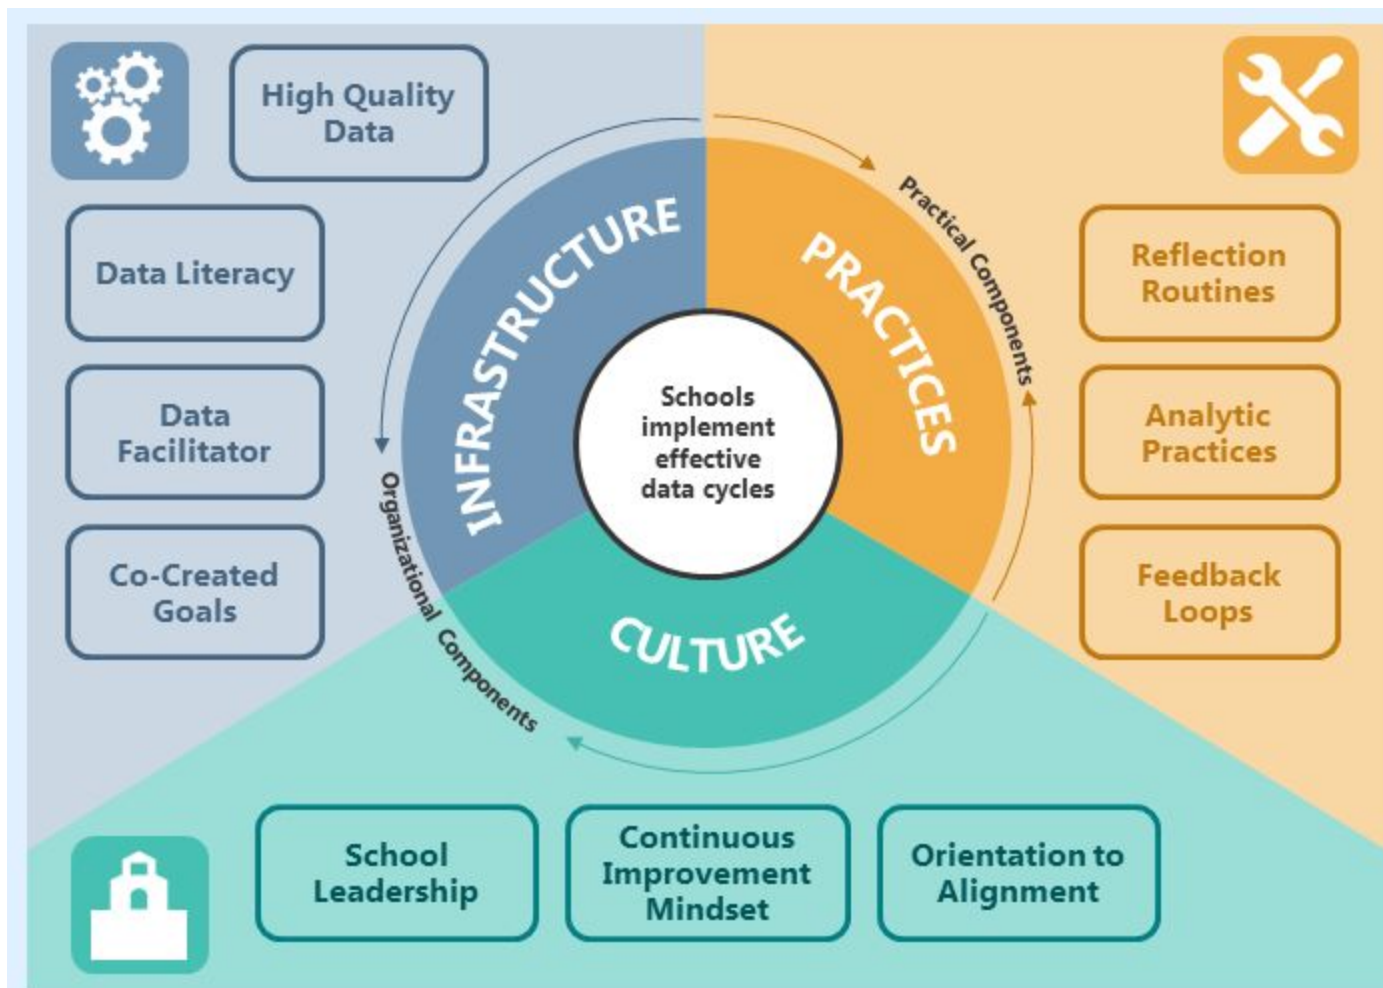 High Quality
Data
Data Literacy
Data
Facilitator
Co-Created
Goals
INFRASTRUCTURE
Organizational Components
PRACTICES
Practical Components
Reflection
Routines
Analytic
Practices
Feedback
Loops
Schools
implement
effective
data cycles
CULTURE
School
Leadership
Continuous
Improvement
Mindset
Orientation to
Alignment